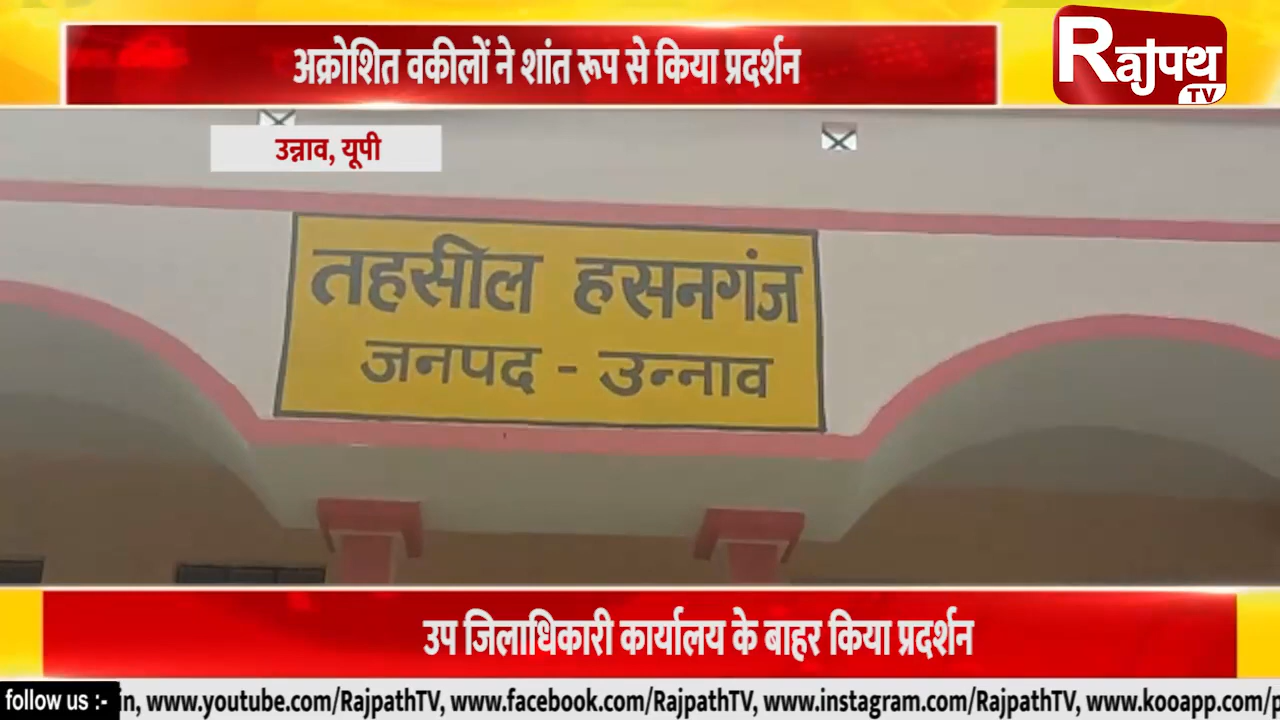 अक्रोशित वकीलों ने शांत रूप से किया प्रदर्शन
Rajपथ
TV
उन्नाव, यूपी
तहसील हसनगंज
जनपद - उन्नाव
उप जिलाधिकारी कार्यालय के बाहर किया प्रदर्शन
follow us :- in, www.youtube.com/RajpathTV, www.facebook.com/RajpathTV, www.instagram.com/RajpathTV, www.kooapp.com/p